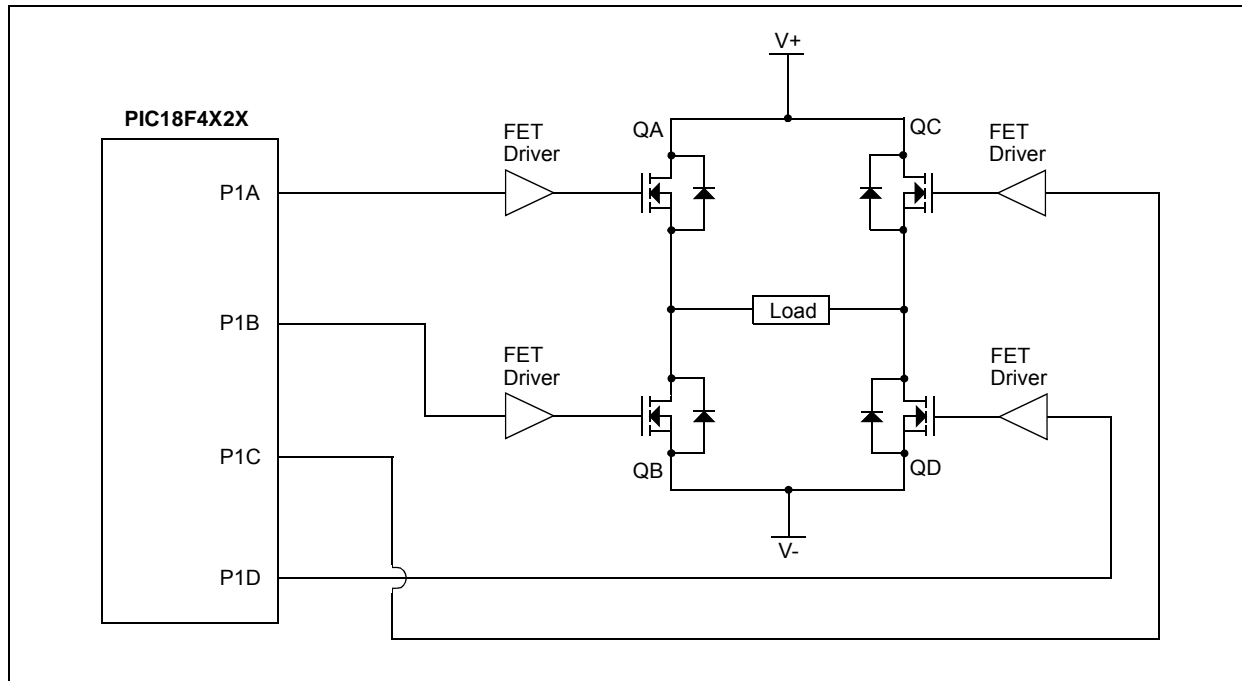 V+
PIC18F4X2X
FET
Driver
QA
QC
FET
Driver
P1A
Load
P1B
FET
Driver
FET
Driver
P1C
QB
QD
V-
P1D